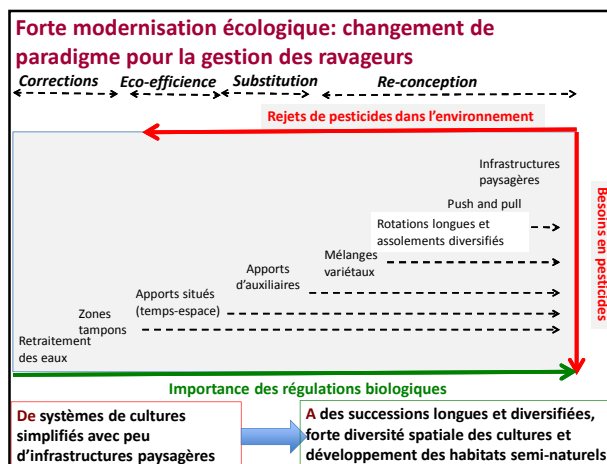 Forte modernisation écologique: changement de
paradigme pour la gestion des ravageurs
Corrections Eco-efficience Substitution Re-conception
Rejets de pesticides dans l'environnement
Infrastructures
paysagères
Push and pull
Rotations longues et
assolements diversifiés
Mélanges
variétaux
Apports
d'auxiliaires
Apports situés
(temps-espace)
Zones
tampons
Retraitement
des eaux
Besoins en pesticides
Importance des régulations biologiques
De systèmes de cultures
simplifiés avec peu
d'infrastructures paysagères
A des successions longues et diversifiées,
forte diversité spatiale des cultures et
développement des habitats semi-naturels